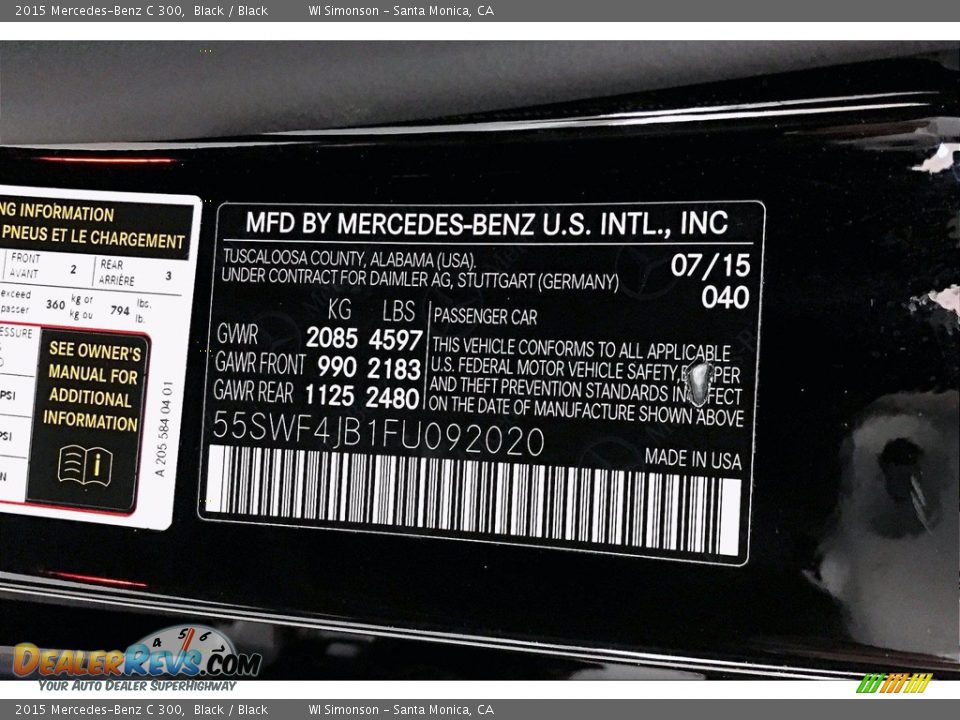 2015 Mercedes-Benz C 300, Black / Black WI Simonson - Santa Monica, CA
NG INFORMATION
PNEUS ET LE CHARGEMENT
FRONT AVANT 2 REAR ARRIÈRE 3
exceed 360 kg or 794 lbs.
kg ou lb.
SEE OWNER'S
MANUAL FOR
ADDITIONAL
INFORMATION
i
A 205 584 04 01
MFD BY MERCEDES-BENZ U.S. INTL., INC
TUSCALOOSA COUNTY, ALABAMA (USA). 07/15
UNDER CONTRACT FOR DAIMLER AG, STUTTGART (GERMANY)
040
KG LBS PASSENGER CAR
GVWR 2085 4597
GAWR FRONT 990 2183
GAWR REAR 1125 2480
THIS VEHICLE CONFORMS TO ALL APPLICABLE
U.S. FEDERAL MOTOR VEHICLE SAFETY,
AND THEFT PREVENTION STANDARDS IN EFFECT
ON THE DATE OF MANUFACTURE SHOWN ABOVE
55SWF4JB1FU092020
MADE IN USA
4 5 6
DEALERREVS.COM
YOUR AUTO DEALER SUPERHIGHWAY
2015 Mercedes-Benz C 300, Black / Black WI Simonson - Santa Monica, CA